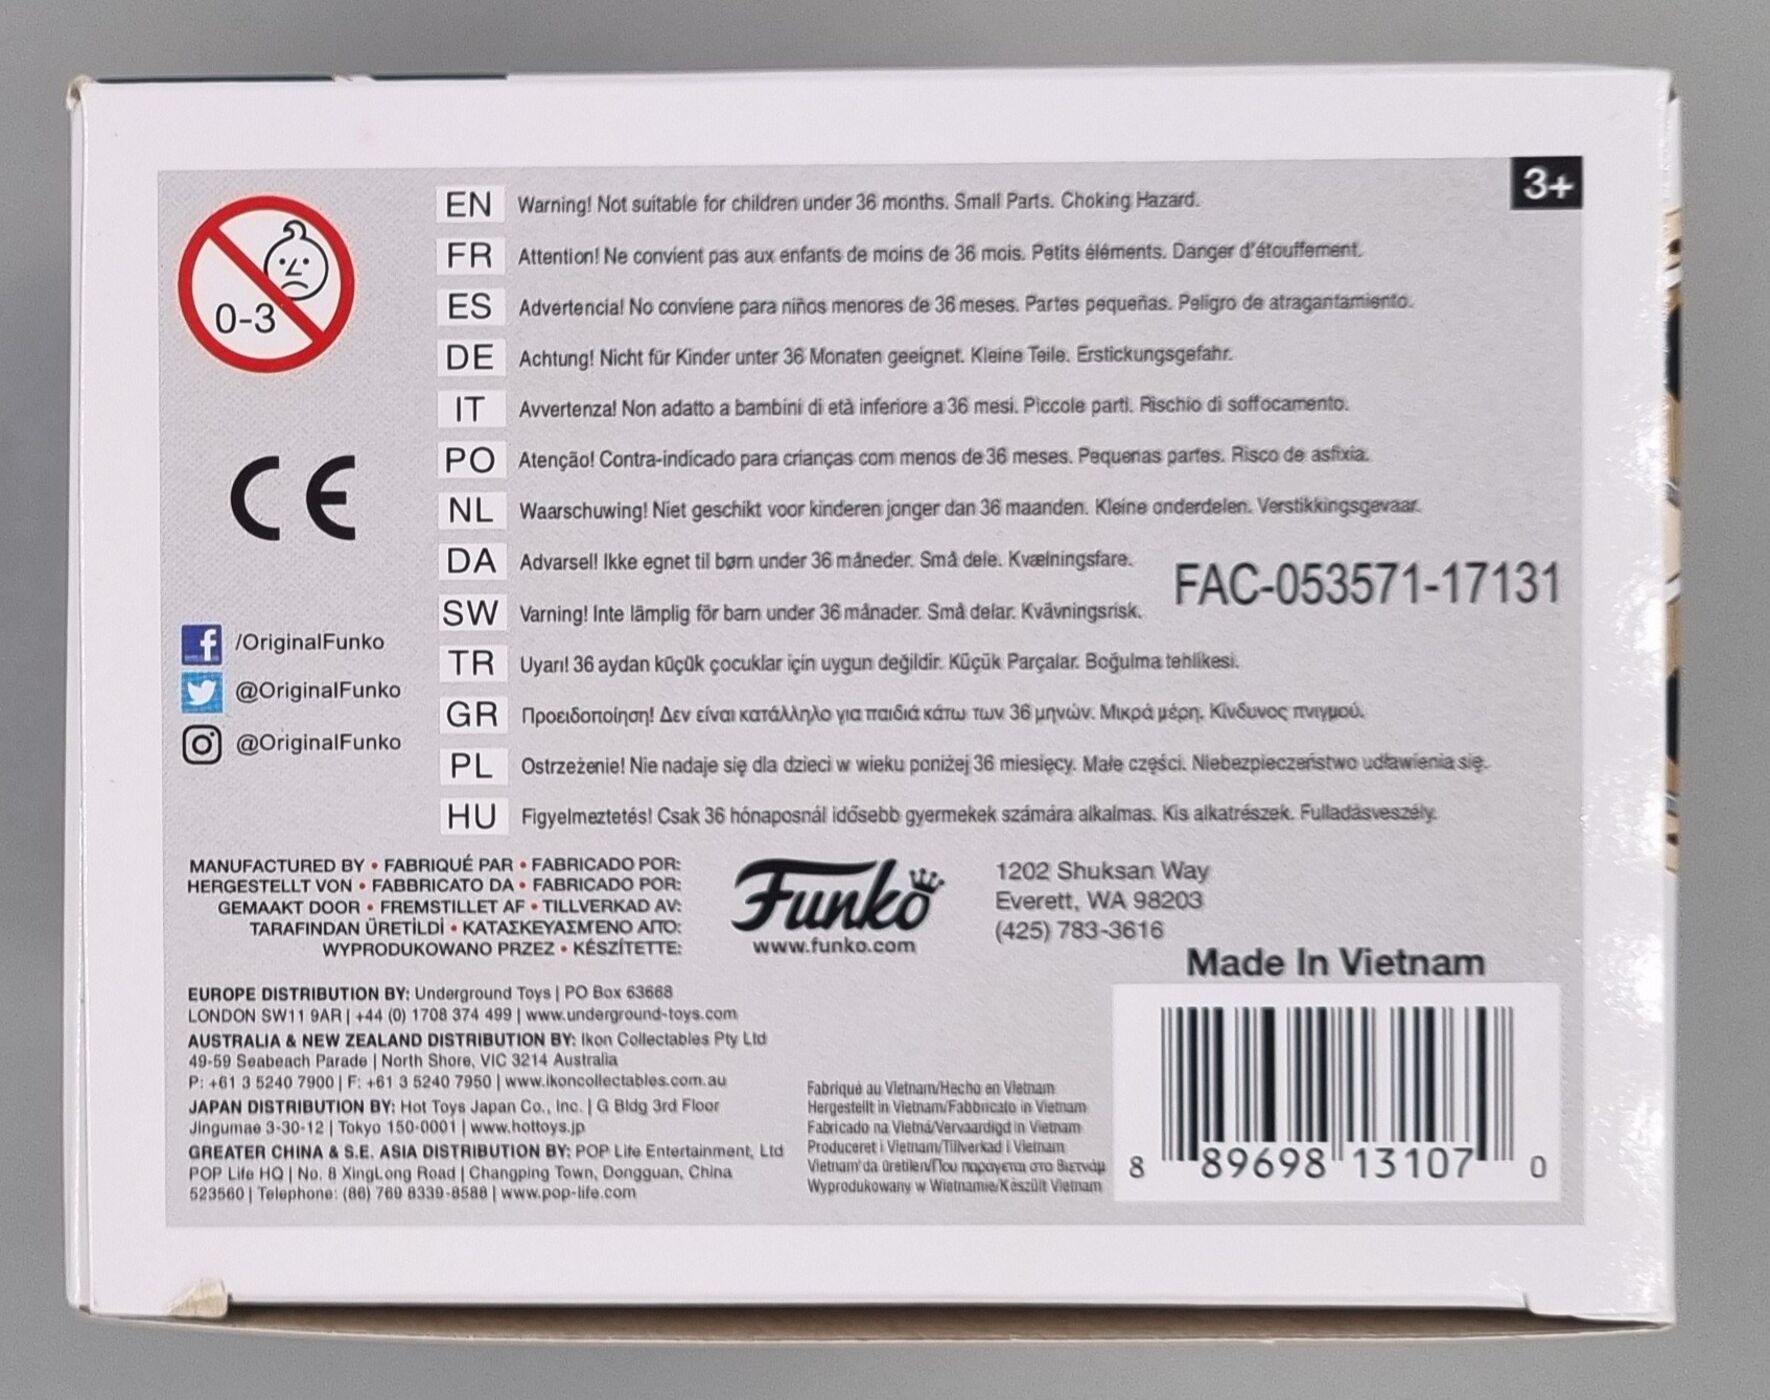 3+
0-3
EN Warning! Not suitable for children under 36 months. Small Parts. Choking Hazard.
FR Attention! Ne convient pas aux enfants de moins de 36 mois. Petits éléments. Danger d'étouffement.
ES Advertencia! No conviene para niños menores de 36 meses. Partes pequeñas. Peligro de atragantamiento.
DE Achtung! Nicht für Kinder unter 36 Monaten geeignet. Kleine Teile. Erstickungsgefahr.
IT Avvertenza! Non adatto a bambini di età inferiore a 36 mesi. Piccole parti. Rischio di soffocamento.
PO Atenção! Contra-indicado para crianças com menos de 36 meses. Pequenas partes. Risco de asfixia.
NL Waarschuwing! Niet geschikt voor kinderen jonger dan 36 maanden. Kleine onderdelen. Verstikkingsgevaar.
DA Advarsel! Ikke egnet til børn under 36 måneder. Små dele. Kvælningsfare.
SW Varning! Inte lämplig för barn under 36 månader. Små delar. Kvävningsrisk.
TR Uyarı! 36 aydan küçük çocuklar için uygun değildir. Küçük Parçalar. Boğulma tehlikesi.
GR Προειδοποίηση! Δεν είναι κατάλληλο για παιδιά κάτω των 36 μηνών. Μικρά μέρη. Κίνδυνος πνιγμού.
PL Ostrzeżenie! Nie nadaje się dla dzieci w wieku poniżej 36 miesięcy. Małe części. Niebezpieczeństwo udławienia się.
HU Figyelmeztetés! Csak 36 hónaposnál idősebb gyermekek számára alkalmas. Kis alkatrészek. Fulladásveszély.
CE
FAC-053571-17131
/OriginalFunko
@OriginalFunko
@OriginalFunko
MANUFACTURED BY • FABRIQUÉ PAR • FABRICADO POR:
HERGESTELLT VON • FABBRICATO DA • FABRICADO POR:
GEMAAKT DOOR • FREMSTILLET AF • TILLVERKAD AV:
TARAFINDAN ÜRETİLDİ • ΚΑΤΑΣΚΕΥΑΣΜΈΝΟ ΑΠΌ:
WYPRODUKOWANO PRZEZ • KÉSZÍTETTE:
Funko
www.funko.com
1202 Shuksan Way
Everett, WA 98203
(425) 783-3616
Made In Vietnam
EUROPE DISTRIBUTION BY: Underground Toys | PO Box 63668
LONDON SW11 9AR | +44 (0) 1708 374 499 | www.underground-toys.com
AUSTRALIA & NEW ZEALAND DISTRIBUTION BY: Ikon Collectables Pty Ltd
49-59 Seabeach Parade | North Shore, VIC 3214 Australia
P: +61 3 5240 7900 | F: +61 3 5240 7950 | www.ikoncollectables.com.au
JAPAN DISTRIBUTION BY: Hot Toys Japan Co., Inc. | G Bldg 3rd Floor
Jingumae 3-30-12 | Tokyo 150-0001 | www.hottoys.jp
GREATER CHINA & S.E. ASIA DISTRIBUTION BY: POP Life Entertainment, Ltd
POP Life HQ | No. 8 XingLong Road | Changping Town, Dongguan, China
523560 | Telephone: (86) 769 8339-8588 | www.pop-life.com
Fabriqué au Vietnam/Hecho en Vietnam
Hergestellt in Vietnam/Fabbricato in Vietnam
Fabricado na Vietnã/Vervaardigd in Vietnam
Produceret i Vietnam/Tillverkad i Vietnam
Vietnam'da üretilen/Που παράγεται στο Βιετνάμ
Wyprodukowany w Wietnamie/Készült Vietnam
8 89698 13107 0